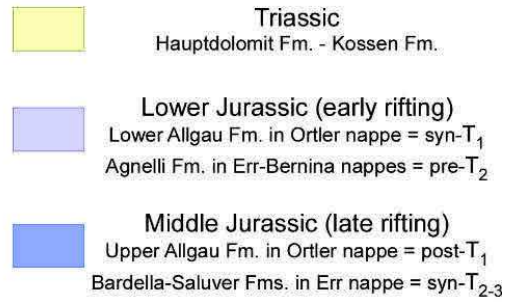 Triassic
Hauptdolomit Fm. - Kossen Fm.
Lower Jurassic (early rifting)
Lower Allgau Fm. in Ortler nappe = syn-T1
Agnelli Fm. in Err-Bernina nappes = pre-T2
Middle Jurassic (late rifting)
Upper Allgau Fm. in Ortler nappe = post-T1
Bardella-Saluver Fms. in Err nappe = syn-T2-3